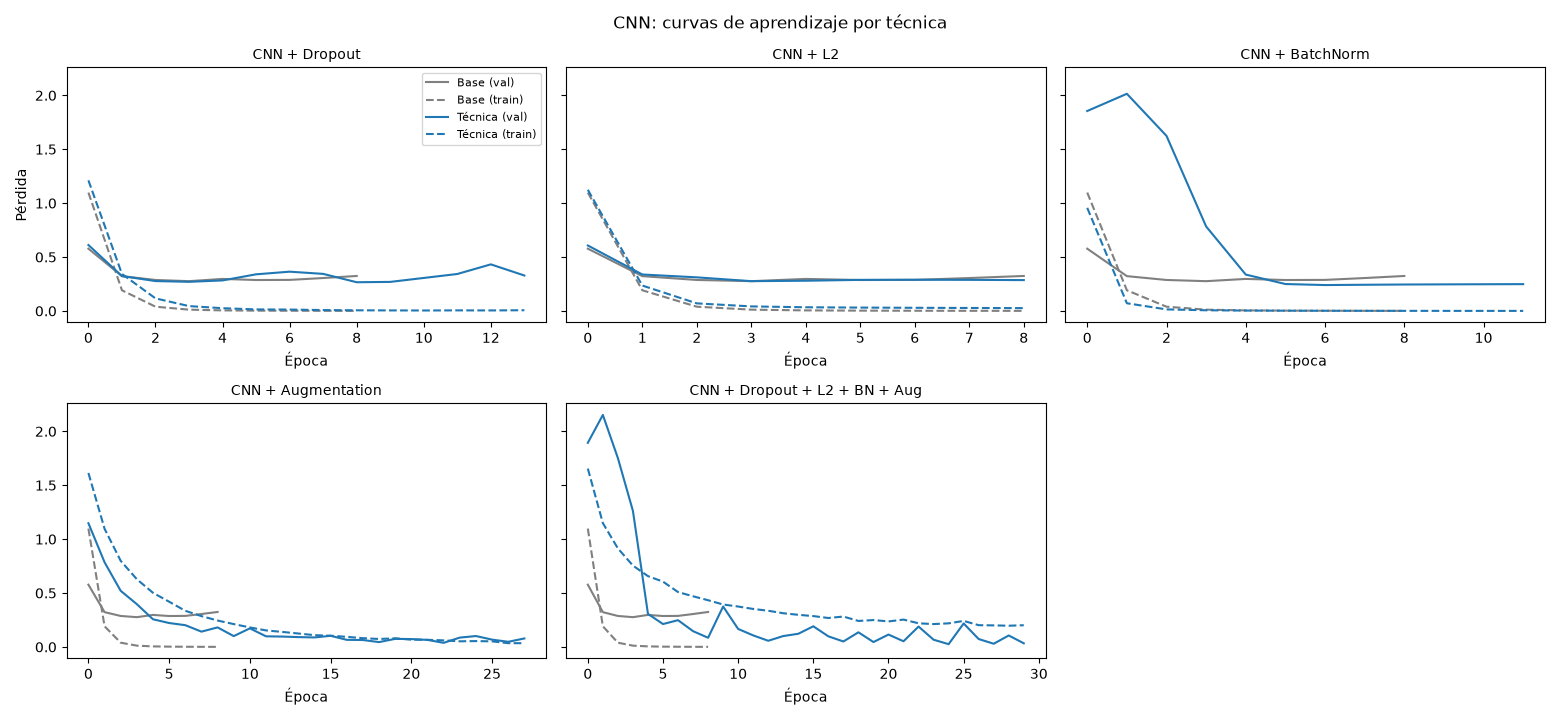 CNN: curvas de aprendizaje por técnica
CNN + Dropout
CNN + L2
CNN + BatchNorm
Base (val)
Base (train)
Técnica (val)
Técnica (train)
Pérdida
2.0
1.5
1.0
0.5
0.0
0 2 4 6 8 10 12
0 1 2 3 4 5 6 7 8
0 2 4 6 8 10
Época
Época
Época
CNN + Augmentation
CNN + Dropout + L2 + BN + Aug
2.0
1.5
1.0
0.5
0.0
0 5 10 15 20 25
0 5 10 15 20 25 30
Época
Época